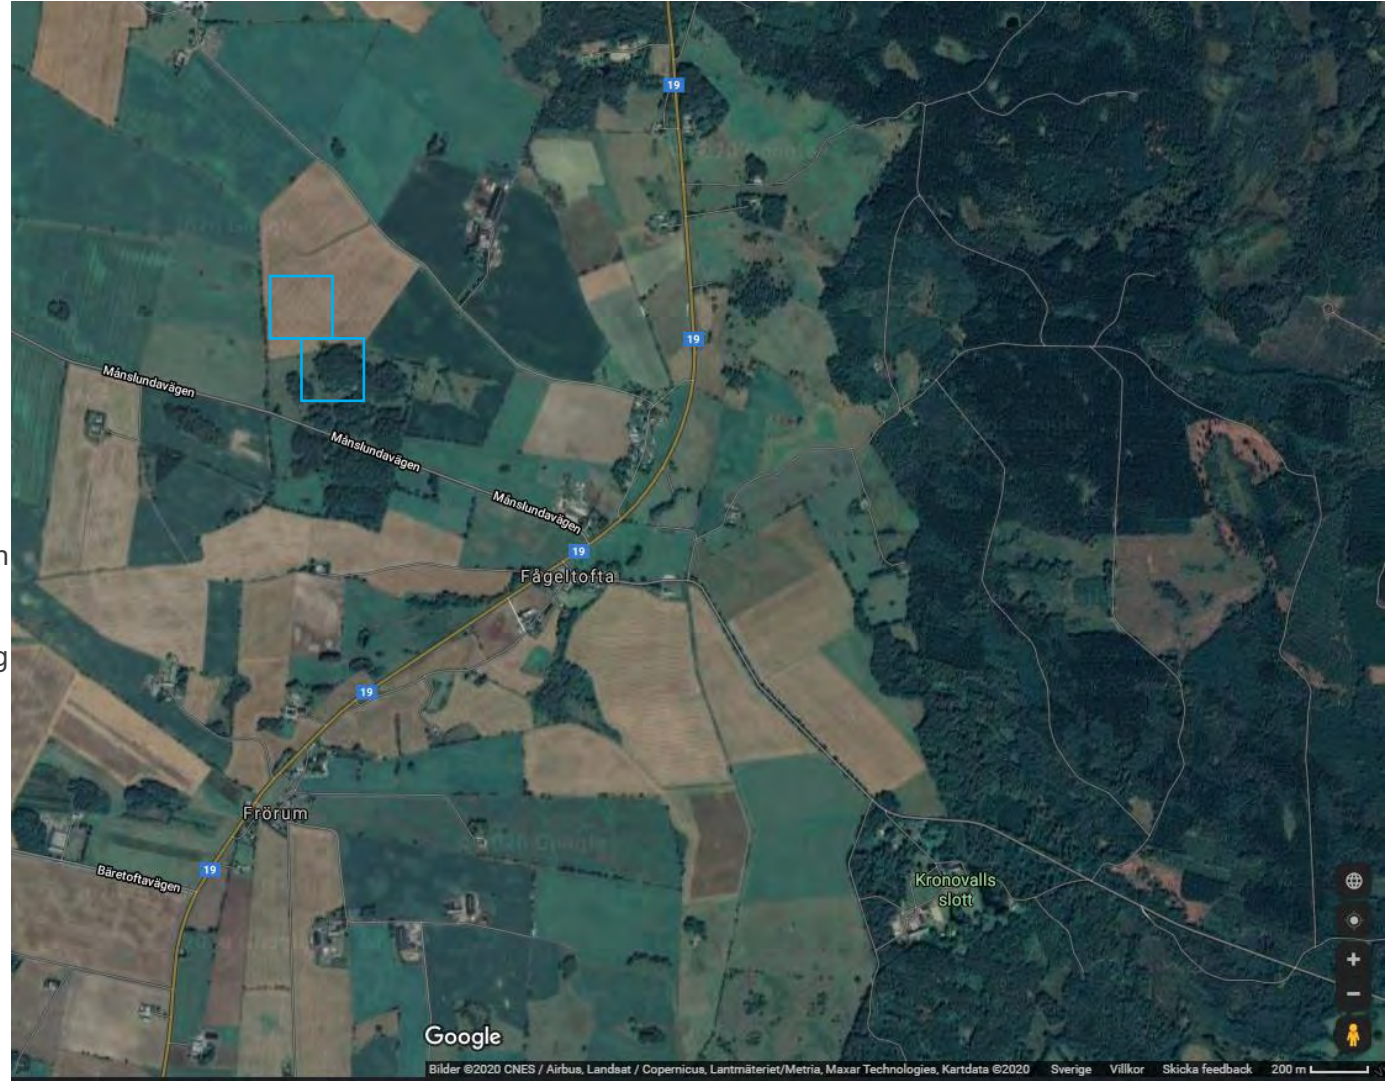 19
19
Månslundavägen
Månslundavägen
Månslundavägen
19
Fågeltofta
19
Frörum
19
Bäretoftavägen
Kronovalls
slott
Google
Bilder ©2020 CNES / Airbus, Landsat / Copernicus, Lantmäteriet/Metria, Maxar Technologies, Kartdata ©2020 Sverige Villkor Skicka feedback 200 m